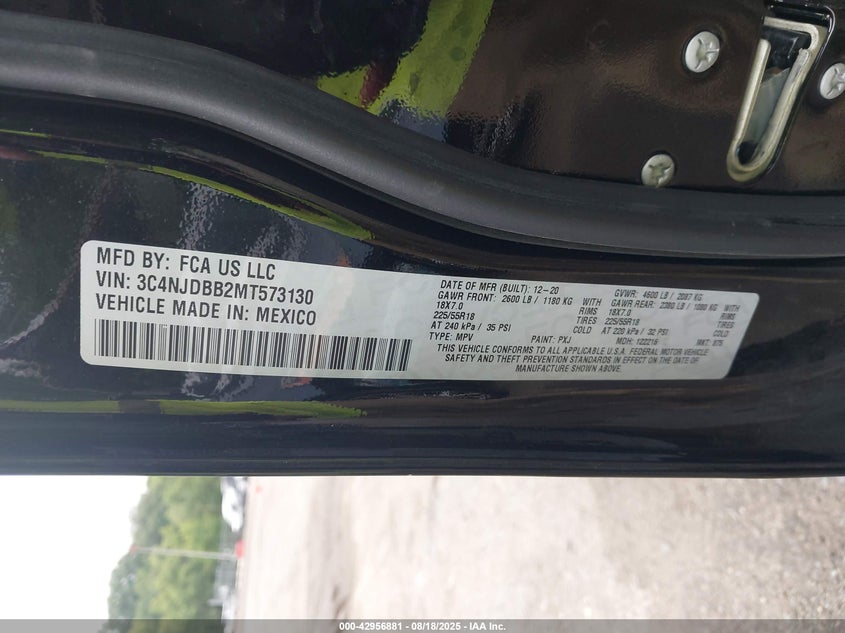 MFD BY: FCA US LLC
VIN: 3C4NJDBB2MT573130
VEHICLE MADE IN: MEXICO
DATE OF MFR (BUILT): 12-20 GVWR: 4600 LB / 2087 KG
GAWR FRONT: 2600 LB / 1180 KG WITH GAWR REAR: 2380 LB / 1080 KG WITH
18X7.0 RIMS 18X7.0 RIMS
225/55R18 TIRES 225/55R18 TIRES
AT 240 kPa / 35 PSI COLD AT 220 kPa / 32 PSI COLD
TYPE: MPV PAINT: PXJ MDH: 122216 MKT: 875
THIS VEHICLE CONFORMS TO ALL APPLICABLE U.S.A. FEDERAL MOTOR VEHICLE
SAFETY AND THEFT PREVENTION STANDARDS IN EFFECT ON THE DATE OF
MANUFACTURE SHOWN ABOVE.
000-42956881 - 08/18/2025 - IAA Inc.